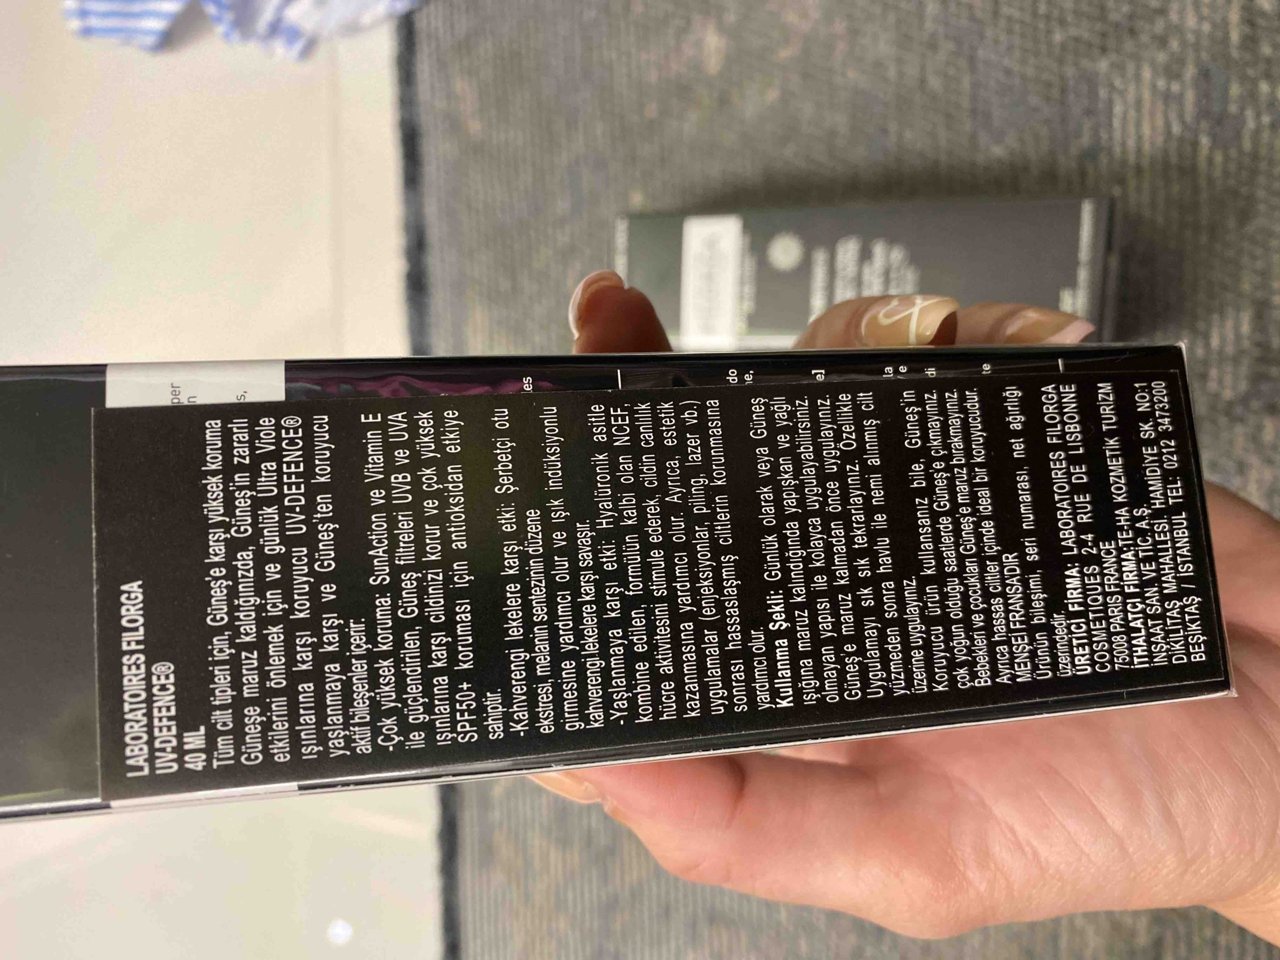 LABORATOIRES FILORGA
UV-DEFENCE®
40 ML
Tüm cilt tipleri için, Güneş'e karşı yüksek koruma
Güneşe maruz kaldığınızda, Güneş'in zararlı
etkilerini önlemek için ve günlük Ultra Viole
ışınlarına karşı koruyucu UV-DEFENCE®
yaşlanmaya karşı ve Güneş'ten koruyucu
aktif bileşenler içerir:
-Çok yüksek koruma: SunAction ve Vitamin E
ile güçlendirilen, Güneş filtreleri UVB ve UVA
ışınlarına karşı cildinizi korur ve çok yüksek
SPF50+ koruması için antioksidan etkiye
sahiptir.
-Kahverengi lekelere karşı etki: Şerbetçi otu
ekstresi, melanin sentezinin düzene
girmesine yardımcı olur ve ışık indüksiyonlu
kahverengi lekelere karşı savaşır.
-Yaşlanmaya karşı etki: Hyalüronik asitle
kombine edilen, formülün kalbi olan NCEF,
hücre aktivitesini stimule ederek, cildin canlılık
kazanmasına yardımcı olur. Ayrıca, estetik
uygulamalar (enjeksiyonlar, piling, lazer vb.)
sonrası hassaslaşmış ciltlerin korunmasına
yardımcı olur.
Kullanma Şekli: Günlük olarak veya Güneş
ışığına maruz kalındığında yapışkan ve yağlı
olmayan yapısı ile kolayca uygulayabilirsiniz.
Güneş'e maruz kalmadan önce uygulayınız.
Uygulamayı sık sık tekrarlayınız. Özellikle
yüzmeden sonra havlu ile nemi alınmış cilt
üzerine uygulayınız.
Koruyucu ürün kullansanız bile, Güneş'in
çok yoğun olduğu saatlerde Güneş'e çıkmayınız.
Bebekleri ve çocukları Güneş'e maruz bırakmayınız.
Ayrıca hassas ciltler içinde ideal bir koruyucudur.
MENŞEİ FRANSA'DIR
Ürünün bileşimi, seri numarası, net ağırlığı
üzerindedir.
ÜRETİCİ FİRMA: LABORATOIRES FILORGA
COSMETIQUES 2-4 RUE DE LISBONNE
75008 PARIS FRANCE
İTHALATÇI FİRMA:TE-HA KOZMETİK TURİZM
İNŞAAT SAN. VE TİC. A.Ş.
DİKİLİTAŞ MAHALLESİ. HAMİDİYE SK. NO:1
BEŞİKTAŞ / İSTANBUL TEL: 0212 3473200